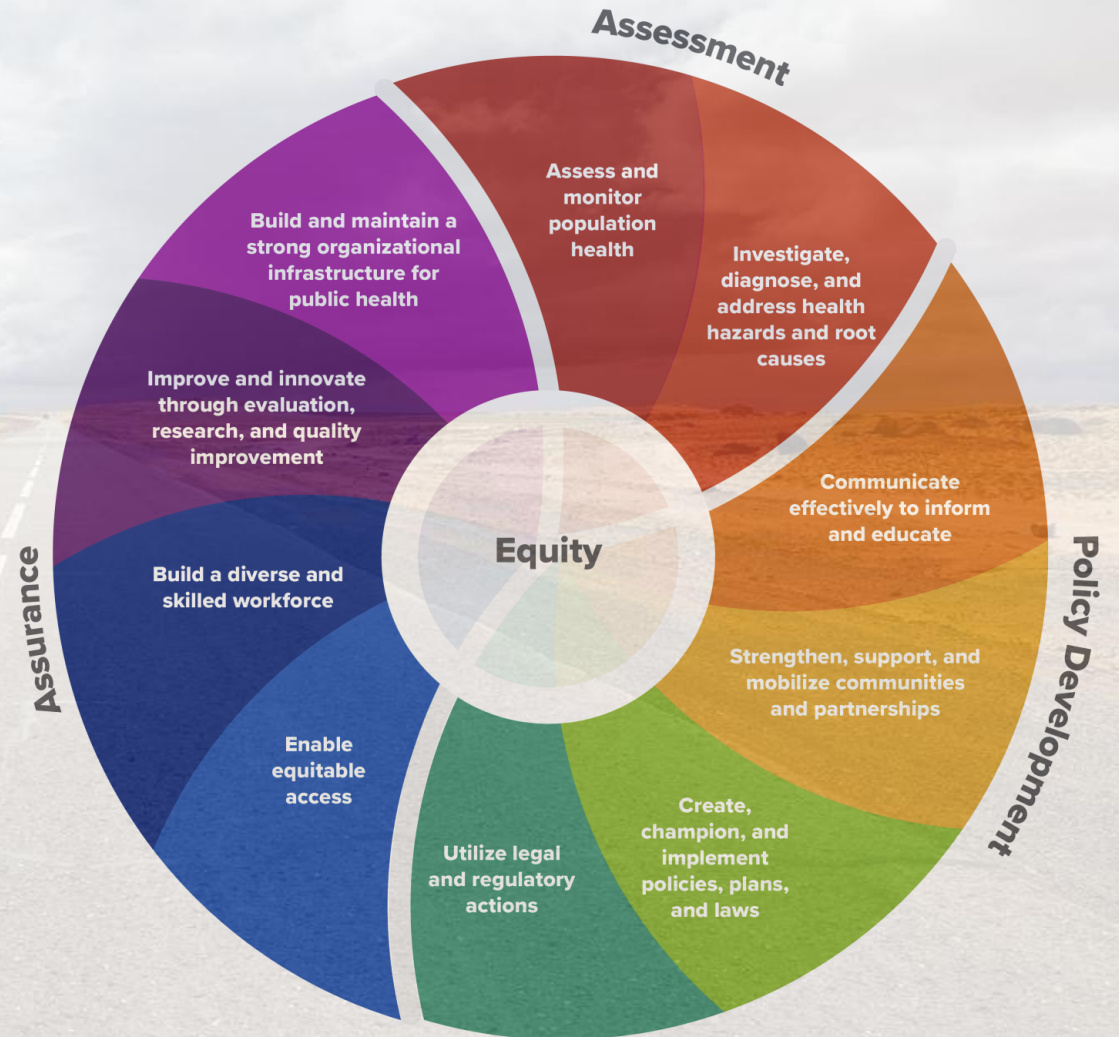 Assessment
Assess and
monitor
population
health
Investigate,
diagnose, and
address health
hazards and root
causes
Policy Development
Communicate
effectively to inform
and educate
Strengthen, support, and
mobilize communities
and partnerships
Create,
champion, and
implement
policies, plans,
and laws
Utilize legal
and regulatory
actions
Assurance
Enable
equitable
access
Build a diverse and
skilled workforce
Improve and innovate
through evaluation,
research, and quality
improvement
Build and maintain a
strong organizational
infrastructure for
public health
Equity